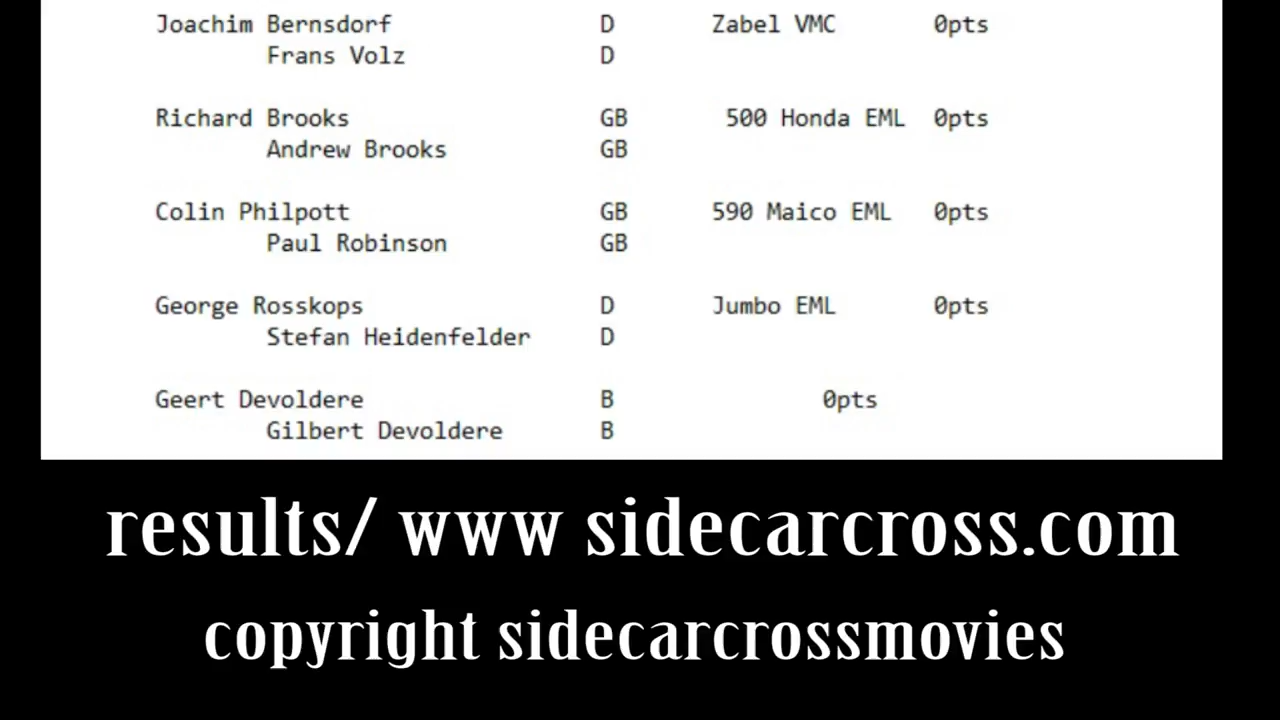 Joachim Bernsdorf D Zabel VMC 0pts
Frans Volz D
Richard Brooks GB 500 Honda EML 0pts
Andrew Brooks GB
Colin Philpott GB 590 Maico EML 0pts
Paul Robinson GB
George Rosskops D Jumbo EML 0pts
Stefan Heidenfelder D
Geert Devoldere B 0pts
Gilbert Devoldere B
results/ www sidecarcross.com
copyright sidecarcrossmovies